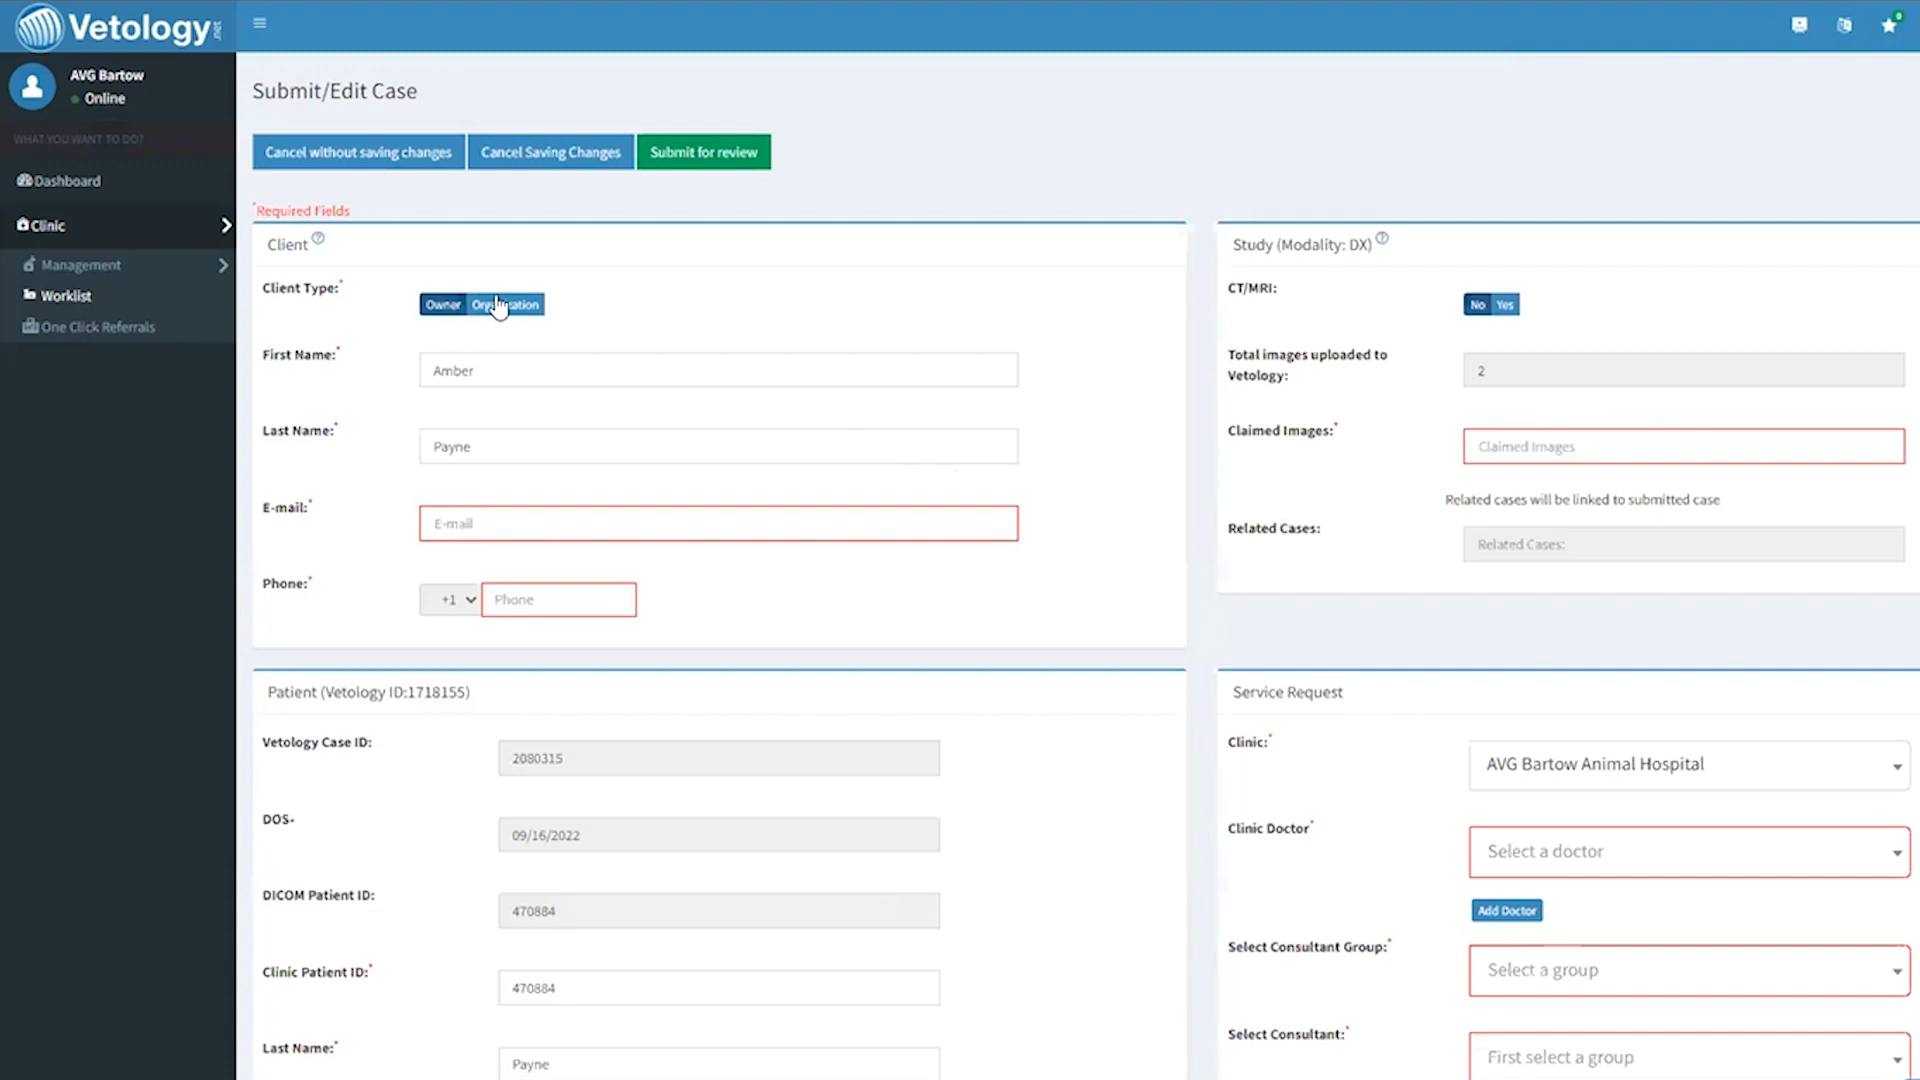 Vetology.net
AVG Bartow
Online
WHAT YOU WANT TO DO?
Dashboard
Clinic
Management
Worklist
One Click Referrals
0
Submit/Edit Case
Cancel without saving changes
Cancel Saving Changes
Submit for review
*Required Fields
Client
Client Type:*
Owner
First Name:*
Amber
Last Name:*
Payne
E-mail:*
E-mail
Phone:*
+1
Phone
Study (Modality: DX)
CT/MRI:
No Yes
Total images uploaded to
Vetology:
2
Claimed Images:*
Claimed Images
Related cases will be linked to submitted case
Related Cases:
Related Cases:
Patient (Vetology ID:1718155)
Vetology Case ID:
2080315
DOS-
09/16/2022
DICOM Patient ID:
470884
Clinic Patient ID:*
470884
Last Name:*
Payne
Service Request
Clinic:*
AVG Bartow Animal Hospital
Clinic Doctor*
Select a doctor
Add Doctor
Select Consultant Group:*
Select a group
Select Consultant:*
First select a group